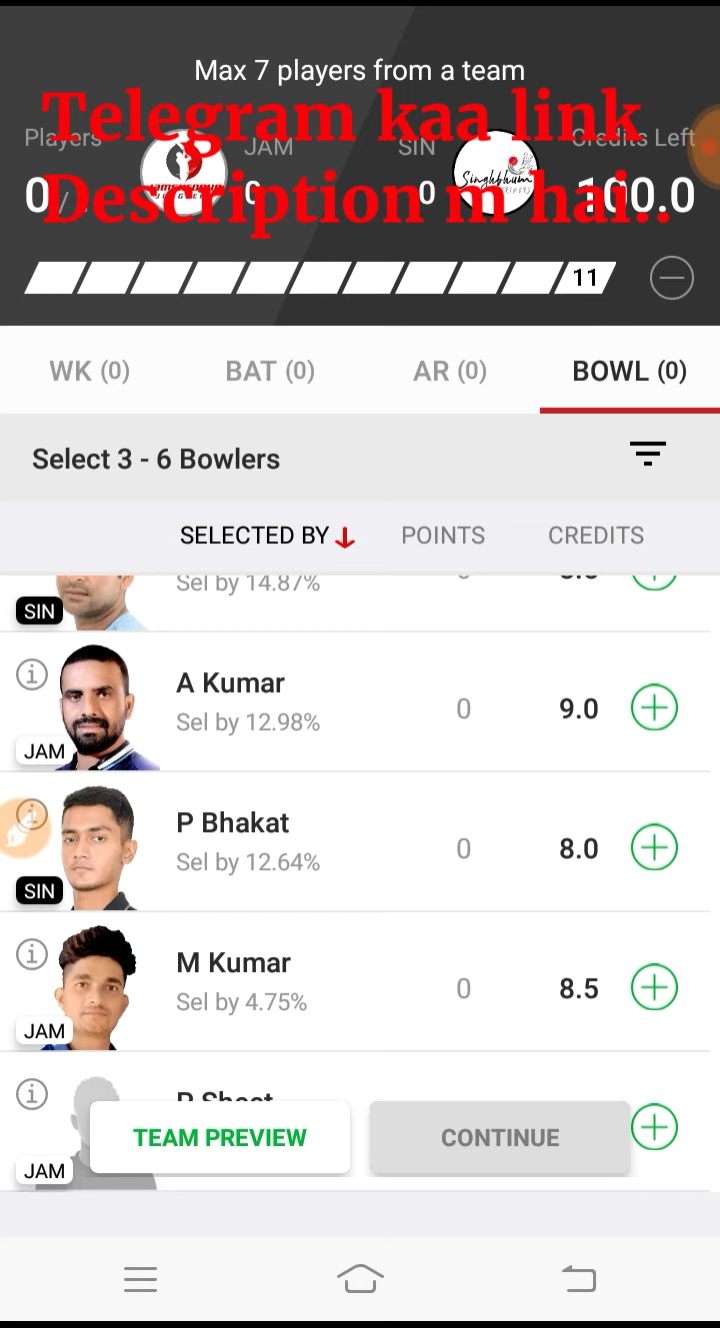 Max 7 players from a team
Telegram kaa link
Players
JAM
SIN
Credits Left
0/
0
0
100.0
Description m hai..
11
WK (0)
BAT (0)
AR (0)
BOWL (0)
Select 3 - 6 Bowlers
SELECTED BY
POINTS
CREDITS
Sel by 14.87%
SIN
A Kumar
Sel by 12.98%
0
9.0
JAM
P Bhakat
Sel by 12.64%
0
8.0
SIN
M Kumar
Sel by 4.75%
0
8.5
JAM
TEAM PREVIEW
CONTINUE
JAM